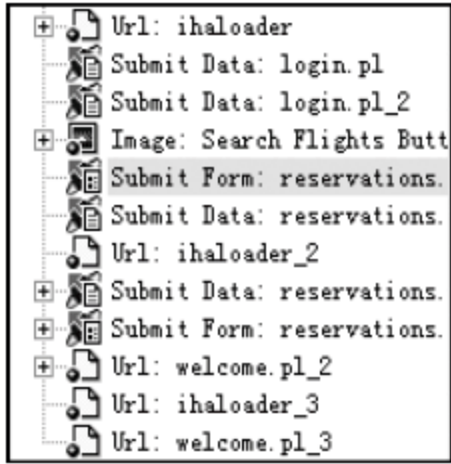 Url: ihaloader
Submit Data: login.pl
Submit Data: login.pl_2
Image: Search Flights Butt
Submit Form: reservations.
Submit Data: reservations.
Url: ihaloader_2
Submit Data: reservations.
Submit Form: reservations.
Url: welcome.pl_2
Url: ihaloader_3
Url: welcome.pl_3